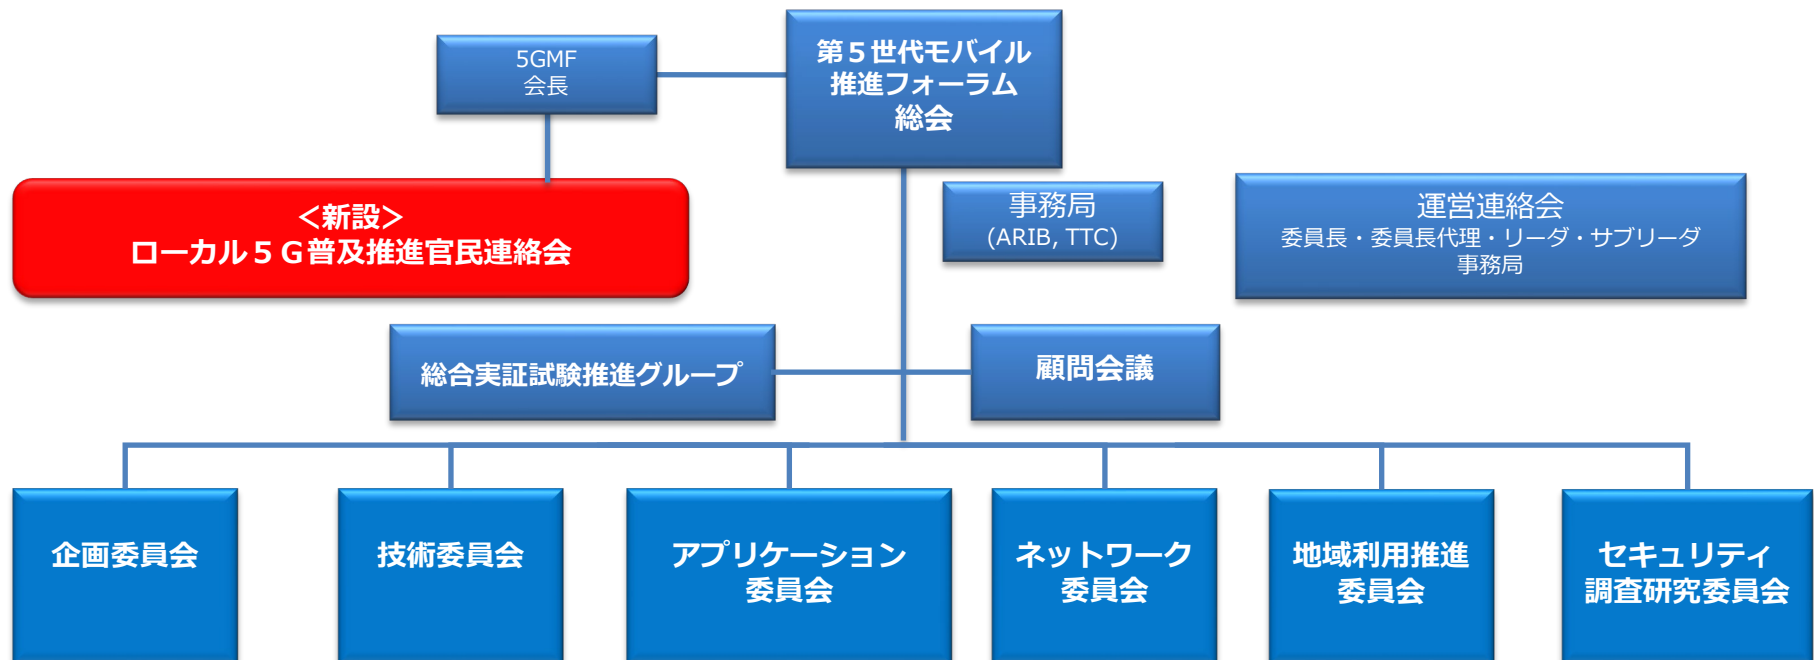 5GMF
会長
第５世代モバイル
推進フォーラム
総会
＜新設＞
ローカル５Ｇ普及推進官民連絡会
事務局
(ARIB, TTC)
運営連絡会
委員長・委員長代理・リーダ・サブリーダ
事務局
総合実証試験推進グループ
顧問会議
企画委員会
技術委員会
アプリケーション
委員会
ネットワーク
委員会
地域利用推進
委員会
セキュリティ
調査研究委員会